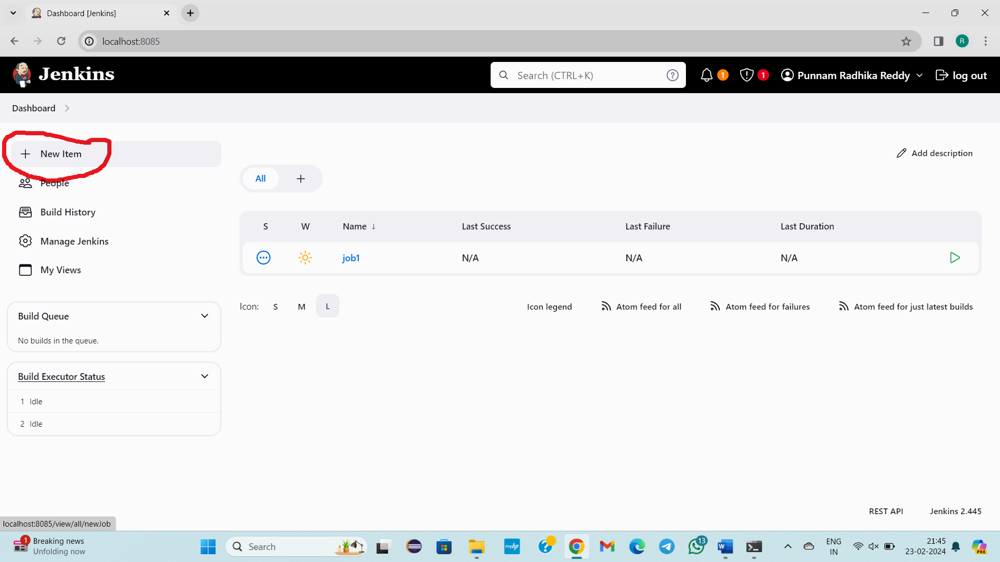 Dashboard [Jenkins]
localhost:8085
Jenkins
Search (CTRL+K)
?
1
1
Punnam Radhika Reddy
log out
Dashboard
New Item
Add description
People
All
+
Build History
S W Name ↓ Last Success Last Failure Last Duration
Manage Jenkins
job1 N/A N/A N/A
My Views
Icon: S M L
Icon legend
Atom feed for all
Atom feed for failures
Atom feed for just latest builds
Build Queue
No builds in the queue.
Build Executor Status
1 Idle
2 Idle
REST API
Jenkins 2.445
localhost:8085/view/all/newJob
1
Breaking news
Unfolding now
Search
myhp
?
13
W
ENG
IN
21:45
23-02-2024
PRE
R